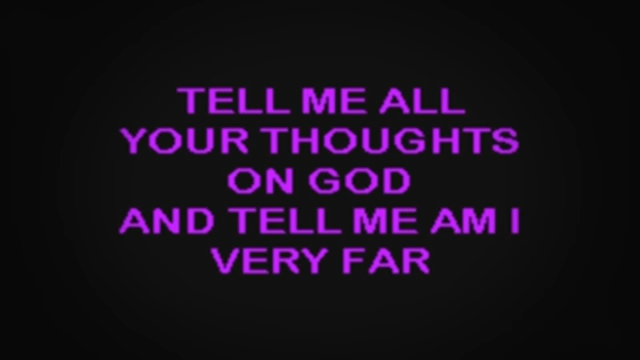 TELL ME ALL
YOUR THOUGHTS
ON GOD
AND TELL ME AM I
VERY FAR